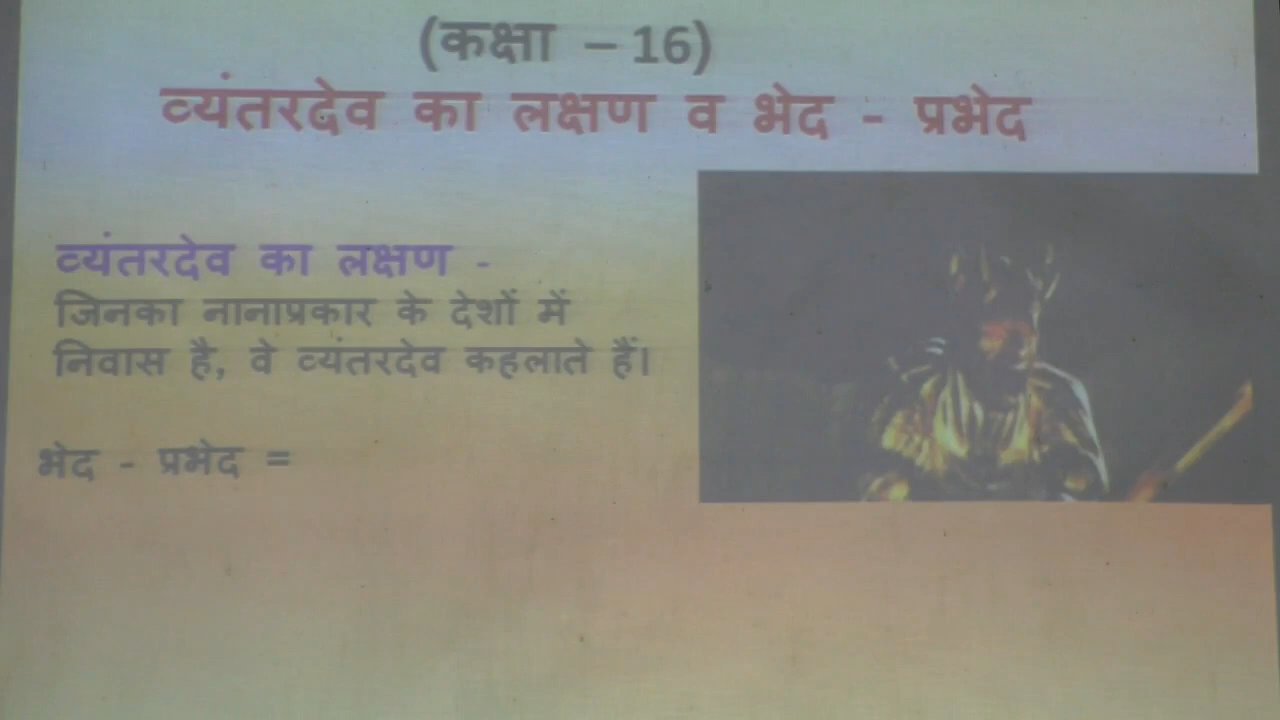 (कक्षा – 16)
व्यंतरदेव का लक्षण व भेद - प्रभेद
व्यंतरदेव का लक्षण -
जिनका नानाप्रकार के देशों में
निवास है, वे व्यंतरदेव कहलाते हैं।
भेद - प्रभेद =